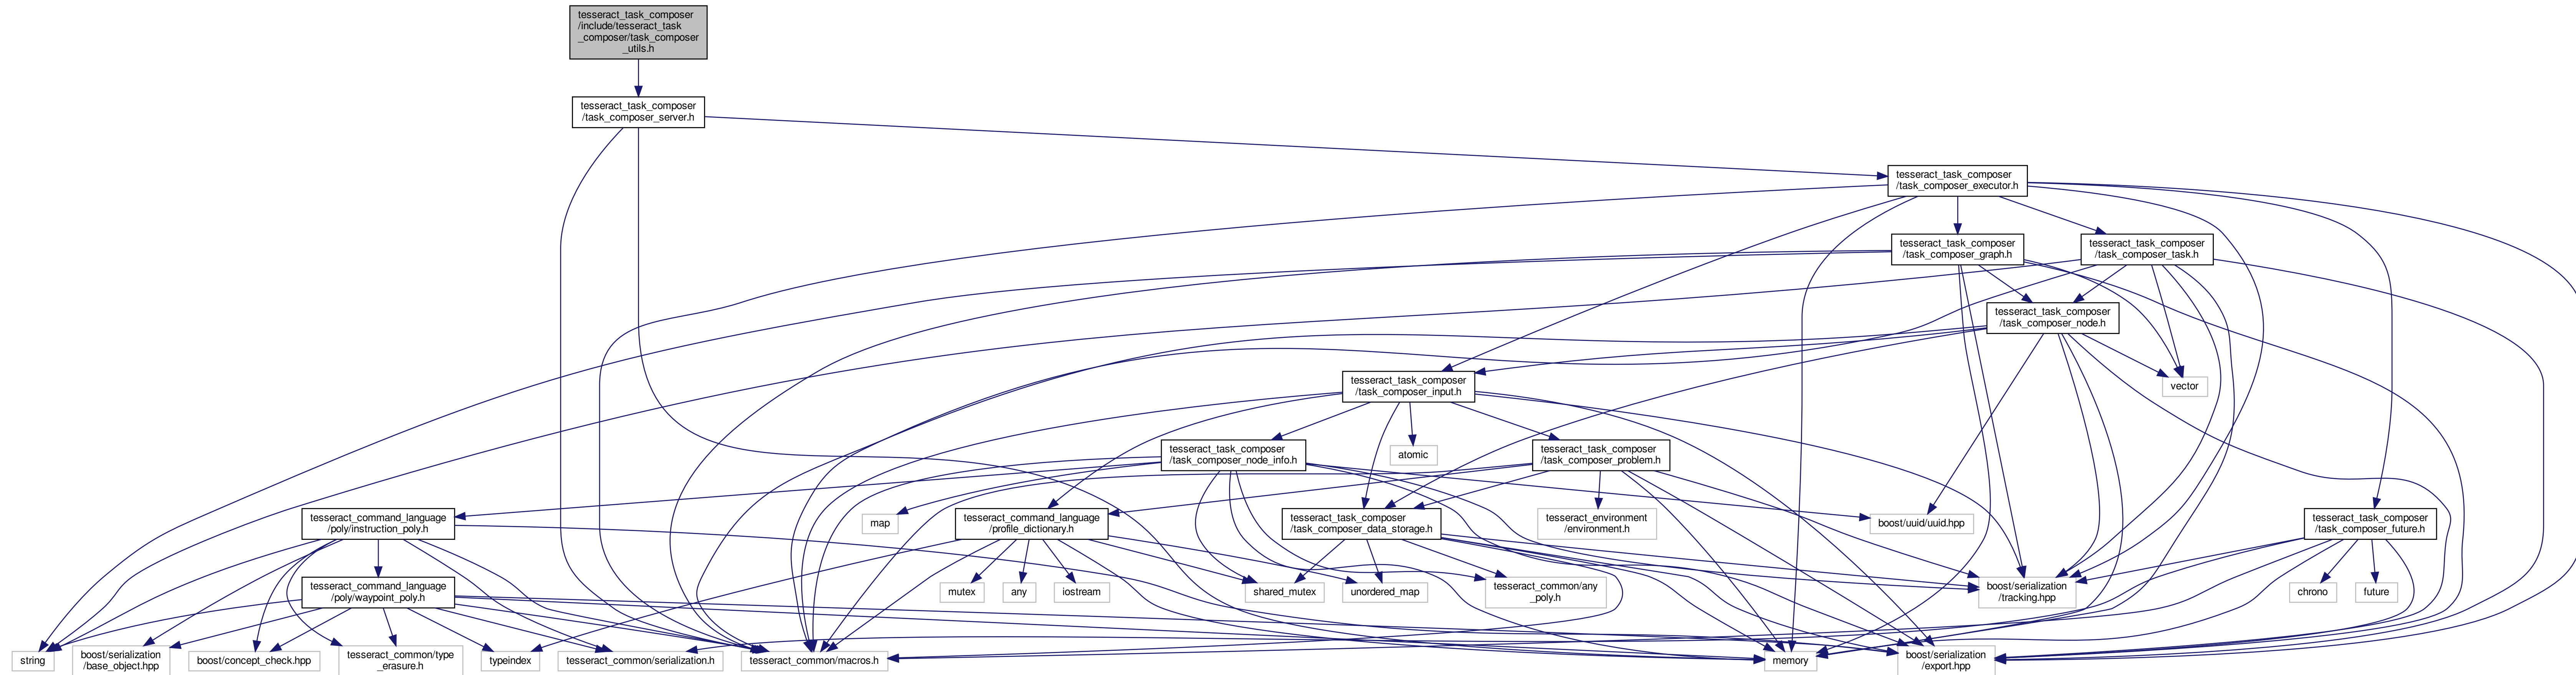 tesseract_task_composer
/include/tesseract_task
_composer/task_composer
_utils.h
tesseract_task_composer
/task_composer_server.h
tesseract_task_composer
/task_composer_executor.h
tesseract_task_composer
/task_composer_graph.h
tesseract_task_composer
/task_composer_task.h
tesseract_task_composer
/task_composer_node.h
tesseract_task_composer
/task_composer_input.h
vector
tesseract_task_composer
/task_composer_node_info.h
atomic
tesseract_task_composer
/task_composer_problem.h
tesseract_command_language
/poly/instruction_poly.h
map
tesseract_command_language
/profile_dictionary.h
tesseract_task_composer
/task_composer_data_storage.h
tesseract_environment
/environment.h
boost/uuid/uuid.hpp
tesseract_task_composer
/task_composer_future.h
tesseract_command_language
/poly/waypoint_poly.h
mutex
any
iostream
shared_mutex
unordered_map
tesseract_common/any
_poly.h
boost/serialization
/tracking.hpp
chrono
future
string
boost/serialization
/base_object.hpp
boost/concept_check.hpp
tesseract_common/type
_erasure.h
typeindex
tesseract_common/serialization.h
tesseract_common/macros.h
memory
boost/serialization
/export.hpp